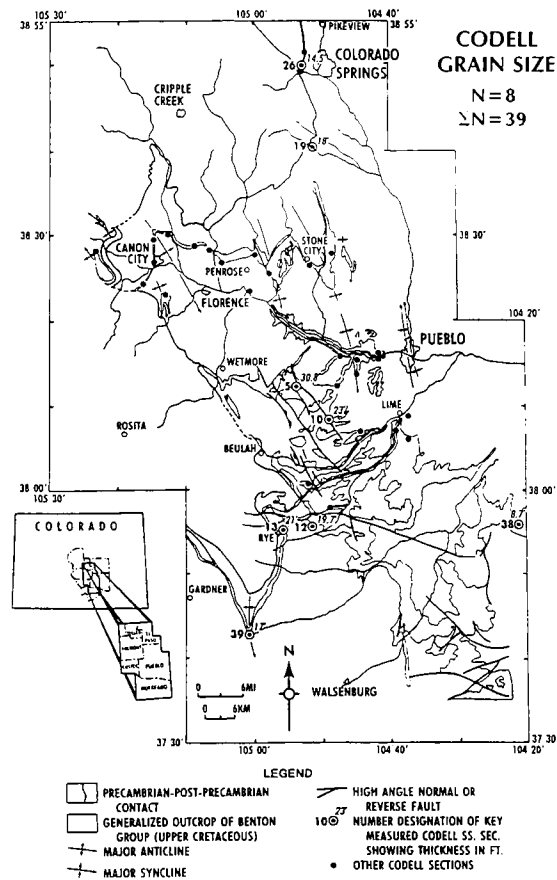 38 55
105 30
105 00
104 40
38 55
PIKEVIEW
COLORADO
SPRINGS
26
14.5
CODELL
GRAIN SIZE
N=8
ΣN=39
CRIPPLE
CREEK
19
18'
38 30
38 30
CANON
CITY
STONE
CITY
PENROSE
FLORENCE
104 20
PUEBLO
WETMORE
5
30.8
LIME
10
ROSITA
BEULAH
38 00
105 30
38 00
COLORADO
13
21'
12
19.7'
38
8.7'
RYE
GARDNER
39
N
0 6MI
0 6KM
WALSENBURG
PUEBLO
37 30
105 00
104 40
104 20
37 30
LEGEND
PRECAMBRIAN-POST-PRECAMBRIAN
CONTACT
GENERALIZED OUTCROP OF BENTON
GROUP (UPPER CRETACEOUS)
MAJOR ANTICLINE
MAJOR SYNCLINE
HIGH ANGLE NORMAL OR
REVERSE FAULT
10 23'
NUMBER DESIGNATION OF KEY
MEASURED CODELL SS. SEC.
SHOWING THICKNESS IN FT.
OTHER CODELL SECTIONS